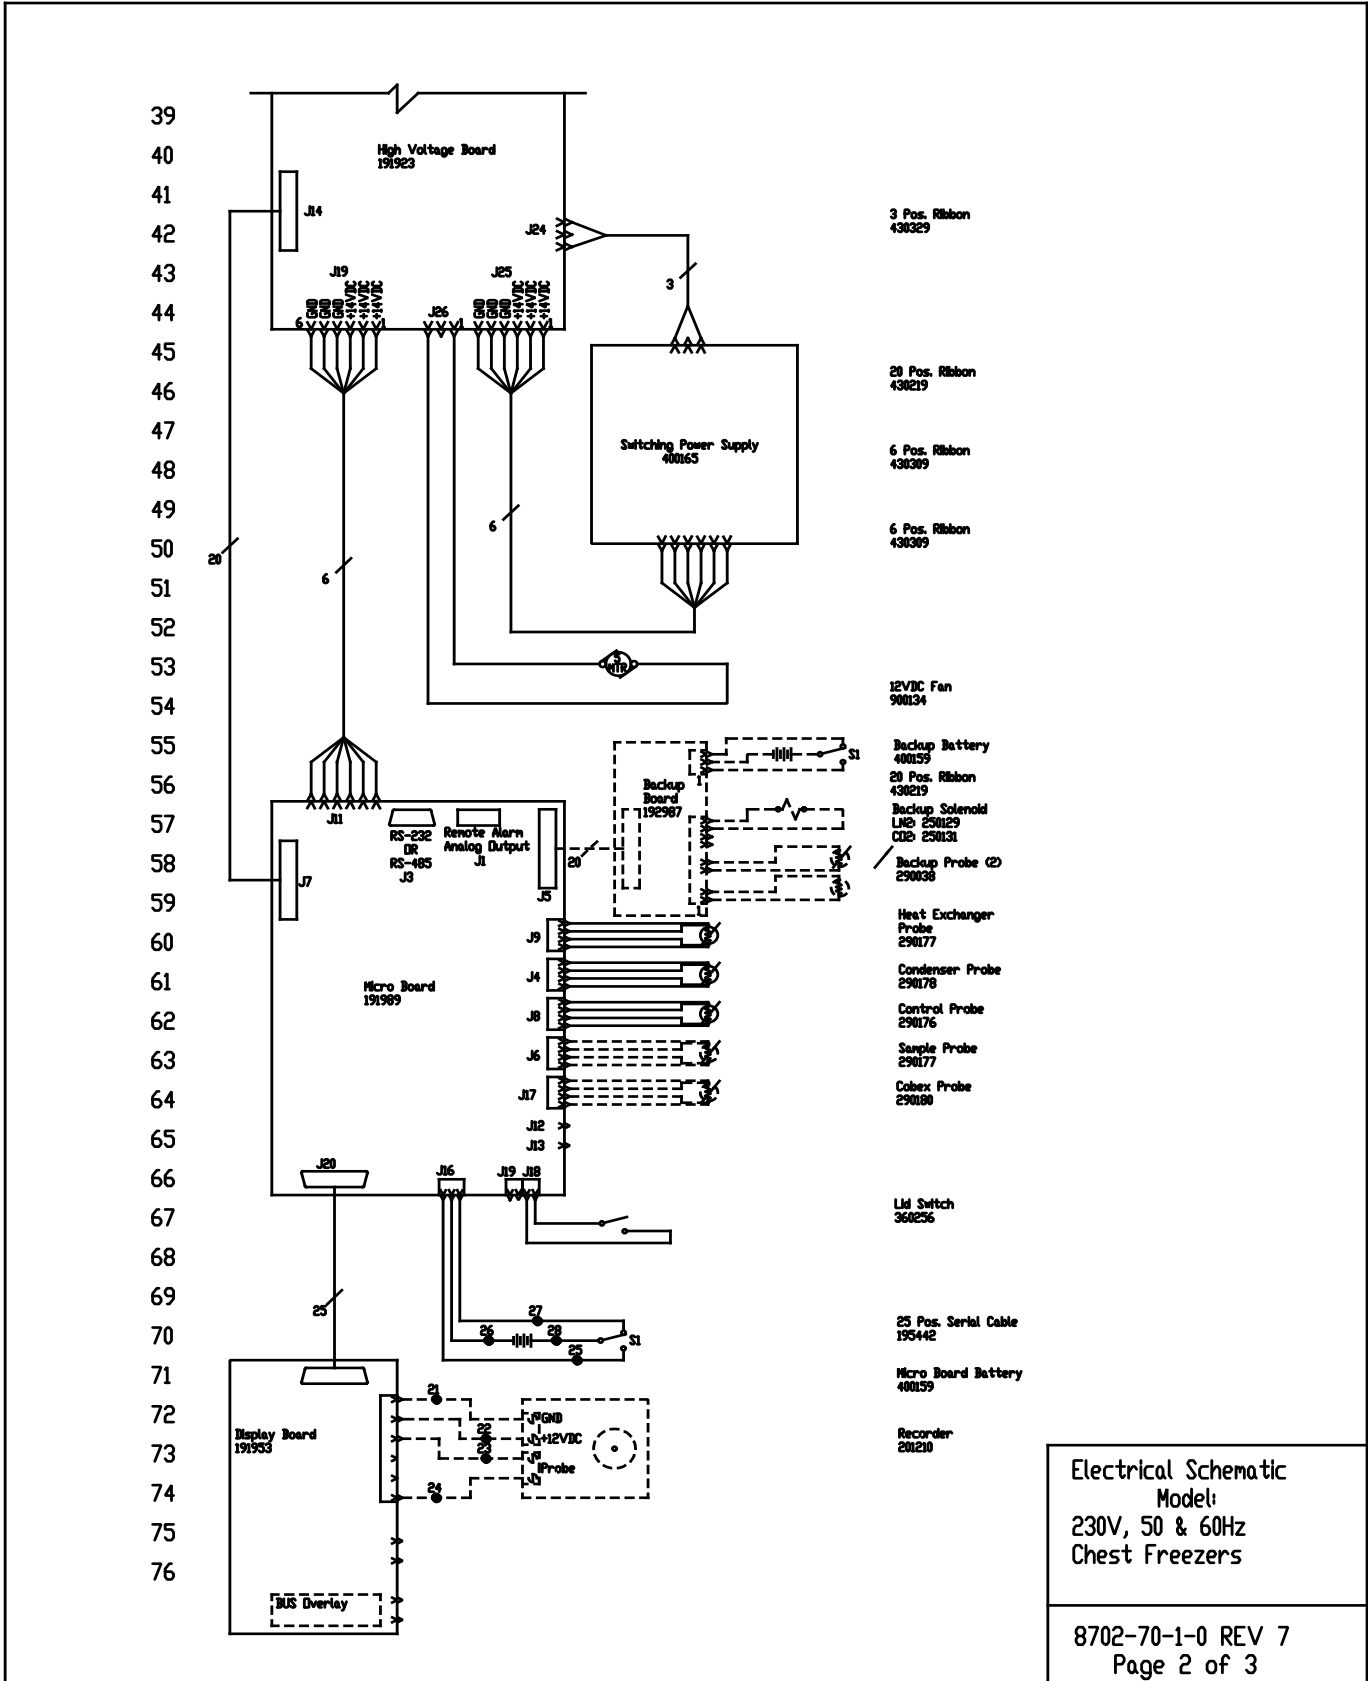 39
High Voltage Board
191923
40
41
J14
3 Pos. Ribbon
430329
42
J24
43
J19
J25
3
GND
GND
GND
+14VDC
+14VDC
+14VDC
GND
GND
GND
+14VDC
+14VDC
+14VDC
44
J26
6
1
1
1
45
20 Pos. Ribbon
430219
46
47
Switching Power Supply
400165
6 Pos. Ribbon
430309
48
49
6
6 Pos. Ribbon
430309
50
20
6
51
52
53
5
MTR
12VDC Fan
900134
54
55
S1
Backup Battery
400159
56
Backup
Board
192987
1
20 Pos. Ribbon
430219
57
J11
RS-232
OR
RS-485
J3
Remote Alarm
Analog Output
J1
Backup Solenoid
LN2: 250129
CO2: 250131
58
20
Backup Probe (2)
290038
J7
59
J5
1
Heat Exchanger
Probe
290177
60
J9
61
J4
Condenser Probe
290178
Micro Board
191989
62
J8
Control Probe
290176
63
J6
Sample Probe
290177
64
J17
Cobex Probe
290180
J12
65
J13
66
J20
J16
J19
J18
67
Lid Switch
360256
68
69
25
27
25 Pos. Serial Cable
195442
70
26
28
S1
25
71
Micro Board Battery
400159
21
72
GND
Display Board
191953
22
+12VDC
Recorder
201210
73
23
Probe
74
24
75
76
BUS Overlay
Electrical Schematic
Model:
230V, 50 & 60Hz
Chest Freezers
8702-70-1-0 REV 7
Page 2 of 3